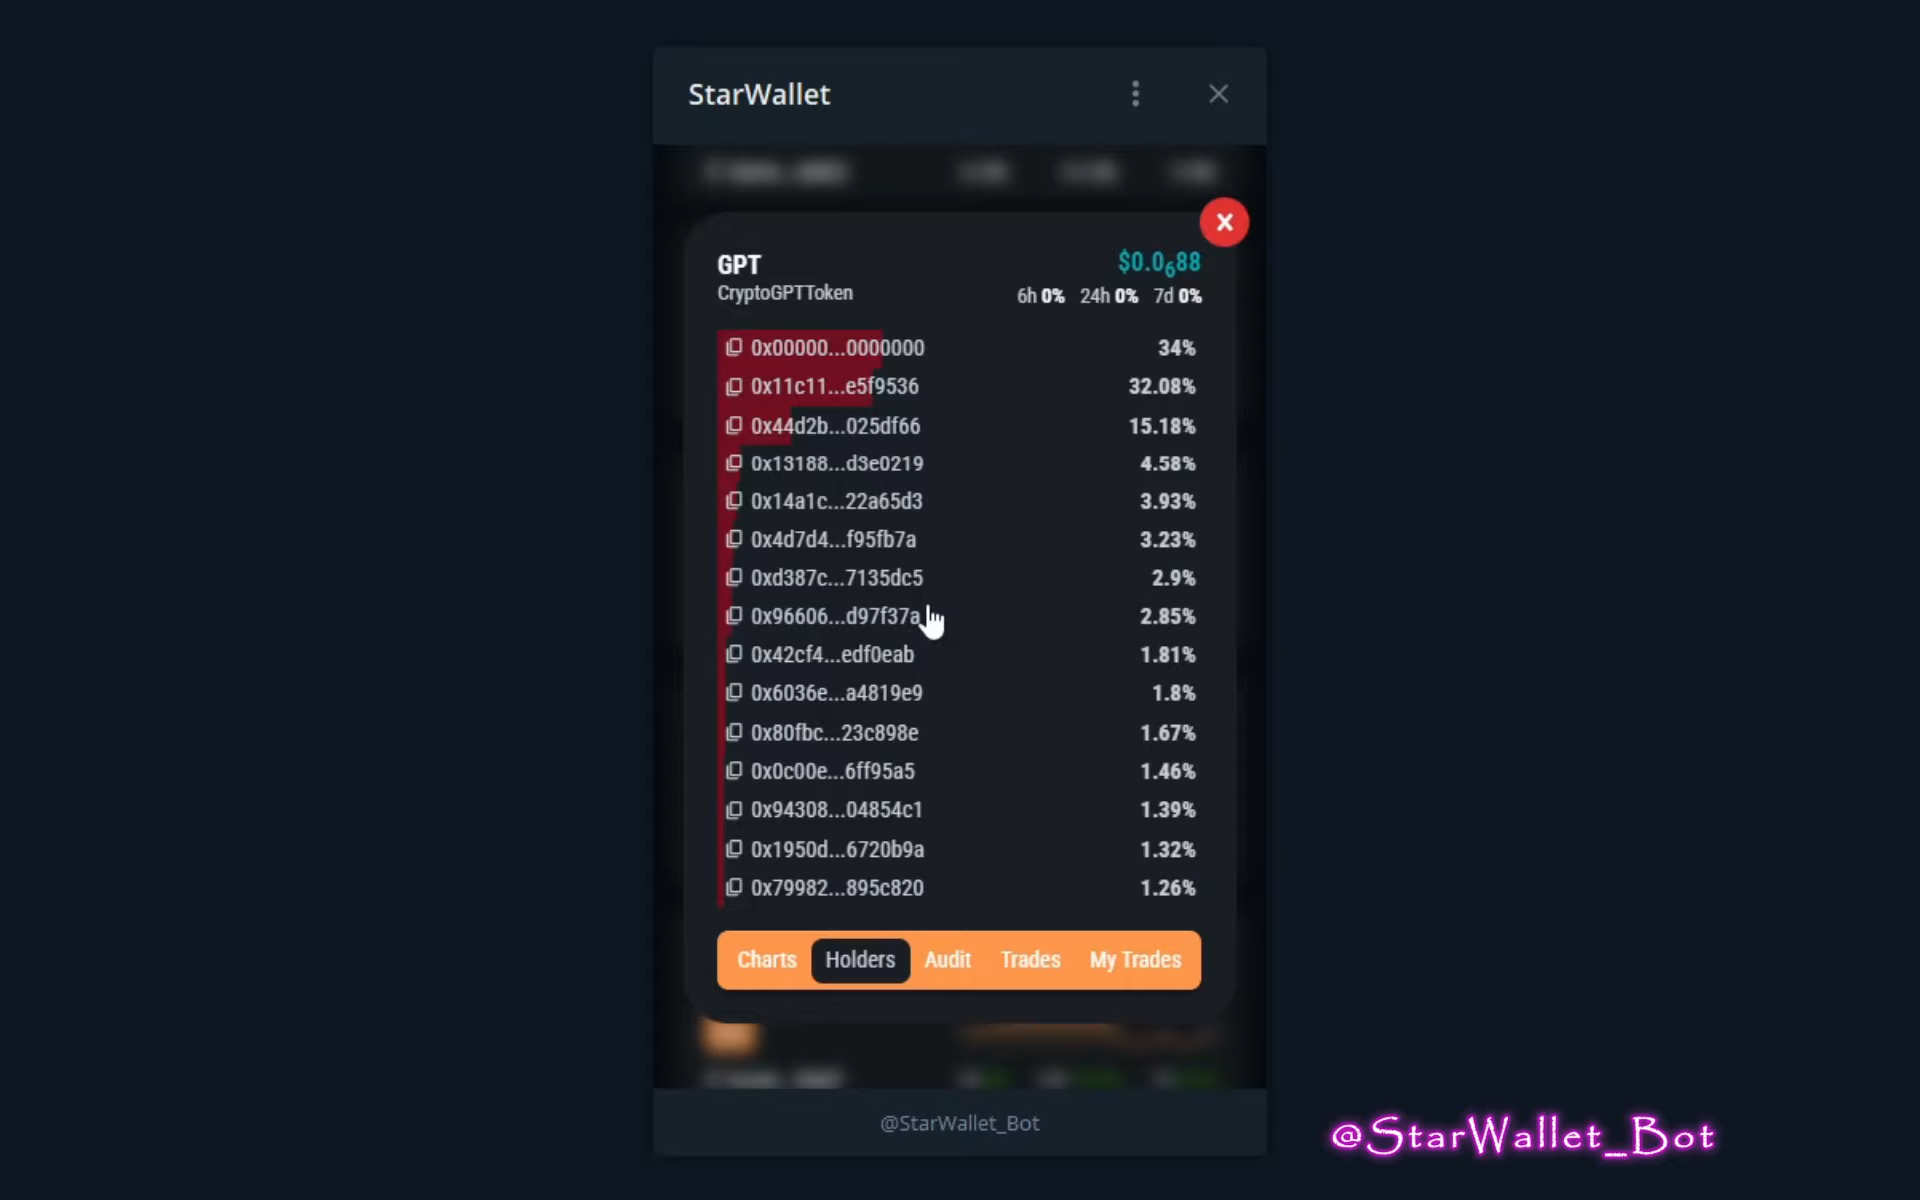 StarWallet
GPT
$0.0₆88
CryptoGPTToken
6h 0% 24h 0% 7d 0%
0x00000...0000000 34%
0x11c11...e5f9536 32.08%
0x44d2b...025df66 15.18%
0x13188...d3e0219 4.58%
0x14a1c...22a65d3 3.93%
0x4d7d4...f95fb7a 3.23%
0xd387c...7135dc5 2.9%
0x96606...d97f37a 2.85%
0x42cf4...edf0eab 1.81%
0x6036e...a4819e9 1.8%
0x80fbc...23c898e 1.67%
0x0c00e...6ff95a5 1.46%
0x94308...04854c1 1.39%
0x1950d...6720b9a 1.32%
0x79982...895c820 1.26%
Charts Holders Audit Trades My Trades
@StarWallet_Bot
@StarWallet_Bot